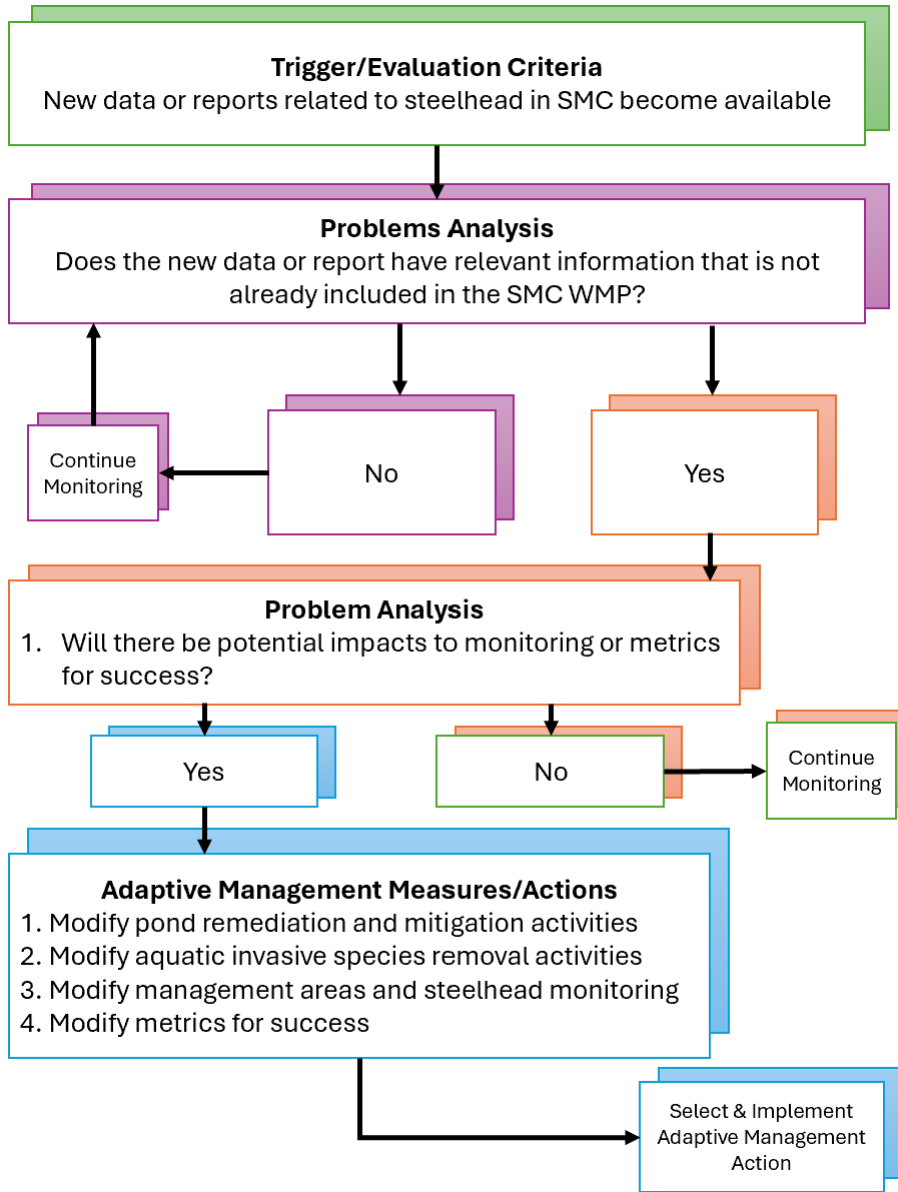 Trigger/Evaluation Criteria
New data or reports related to steelhead in SMC become available
Problems Analysis
Does the new data or report have relevant information that is not
already included in the SMC WMP?
Continue
Monitoring
No
Yes
Problem Analysis
1. Will there be potential impacts to monitoring or metrics
for success?
Yes
No
Continue
Monitoring
Adaptive Management Measures/Actions
1. Modify pond remediation and mitigation activities
2. Modify aquatic invasive species removal activities
3. Modify management areas and steelhead monitoring
4. Modify metrics for success
Select & Implement
Adaptive Management
Action